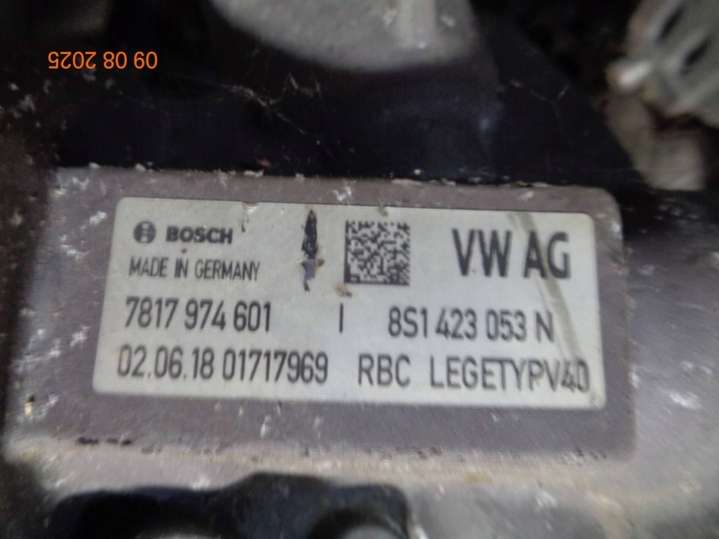 09 08 2025
BOSCH
MADE IN GERMANY
VW AG
7817 974 601 I 8S1 423 053 N
02.06.18 01717969 RBC LEGETYPV40